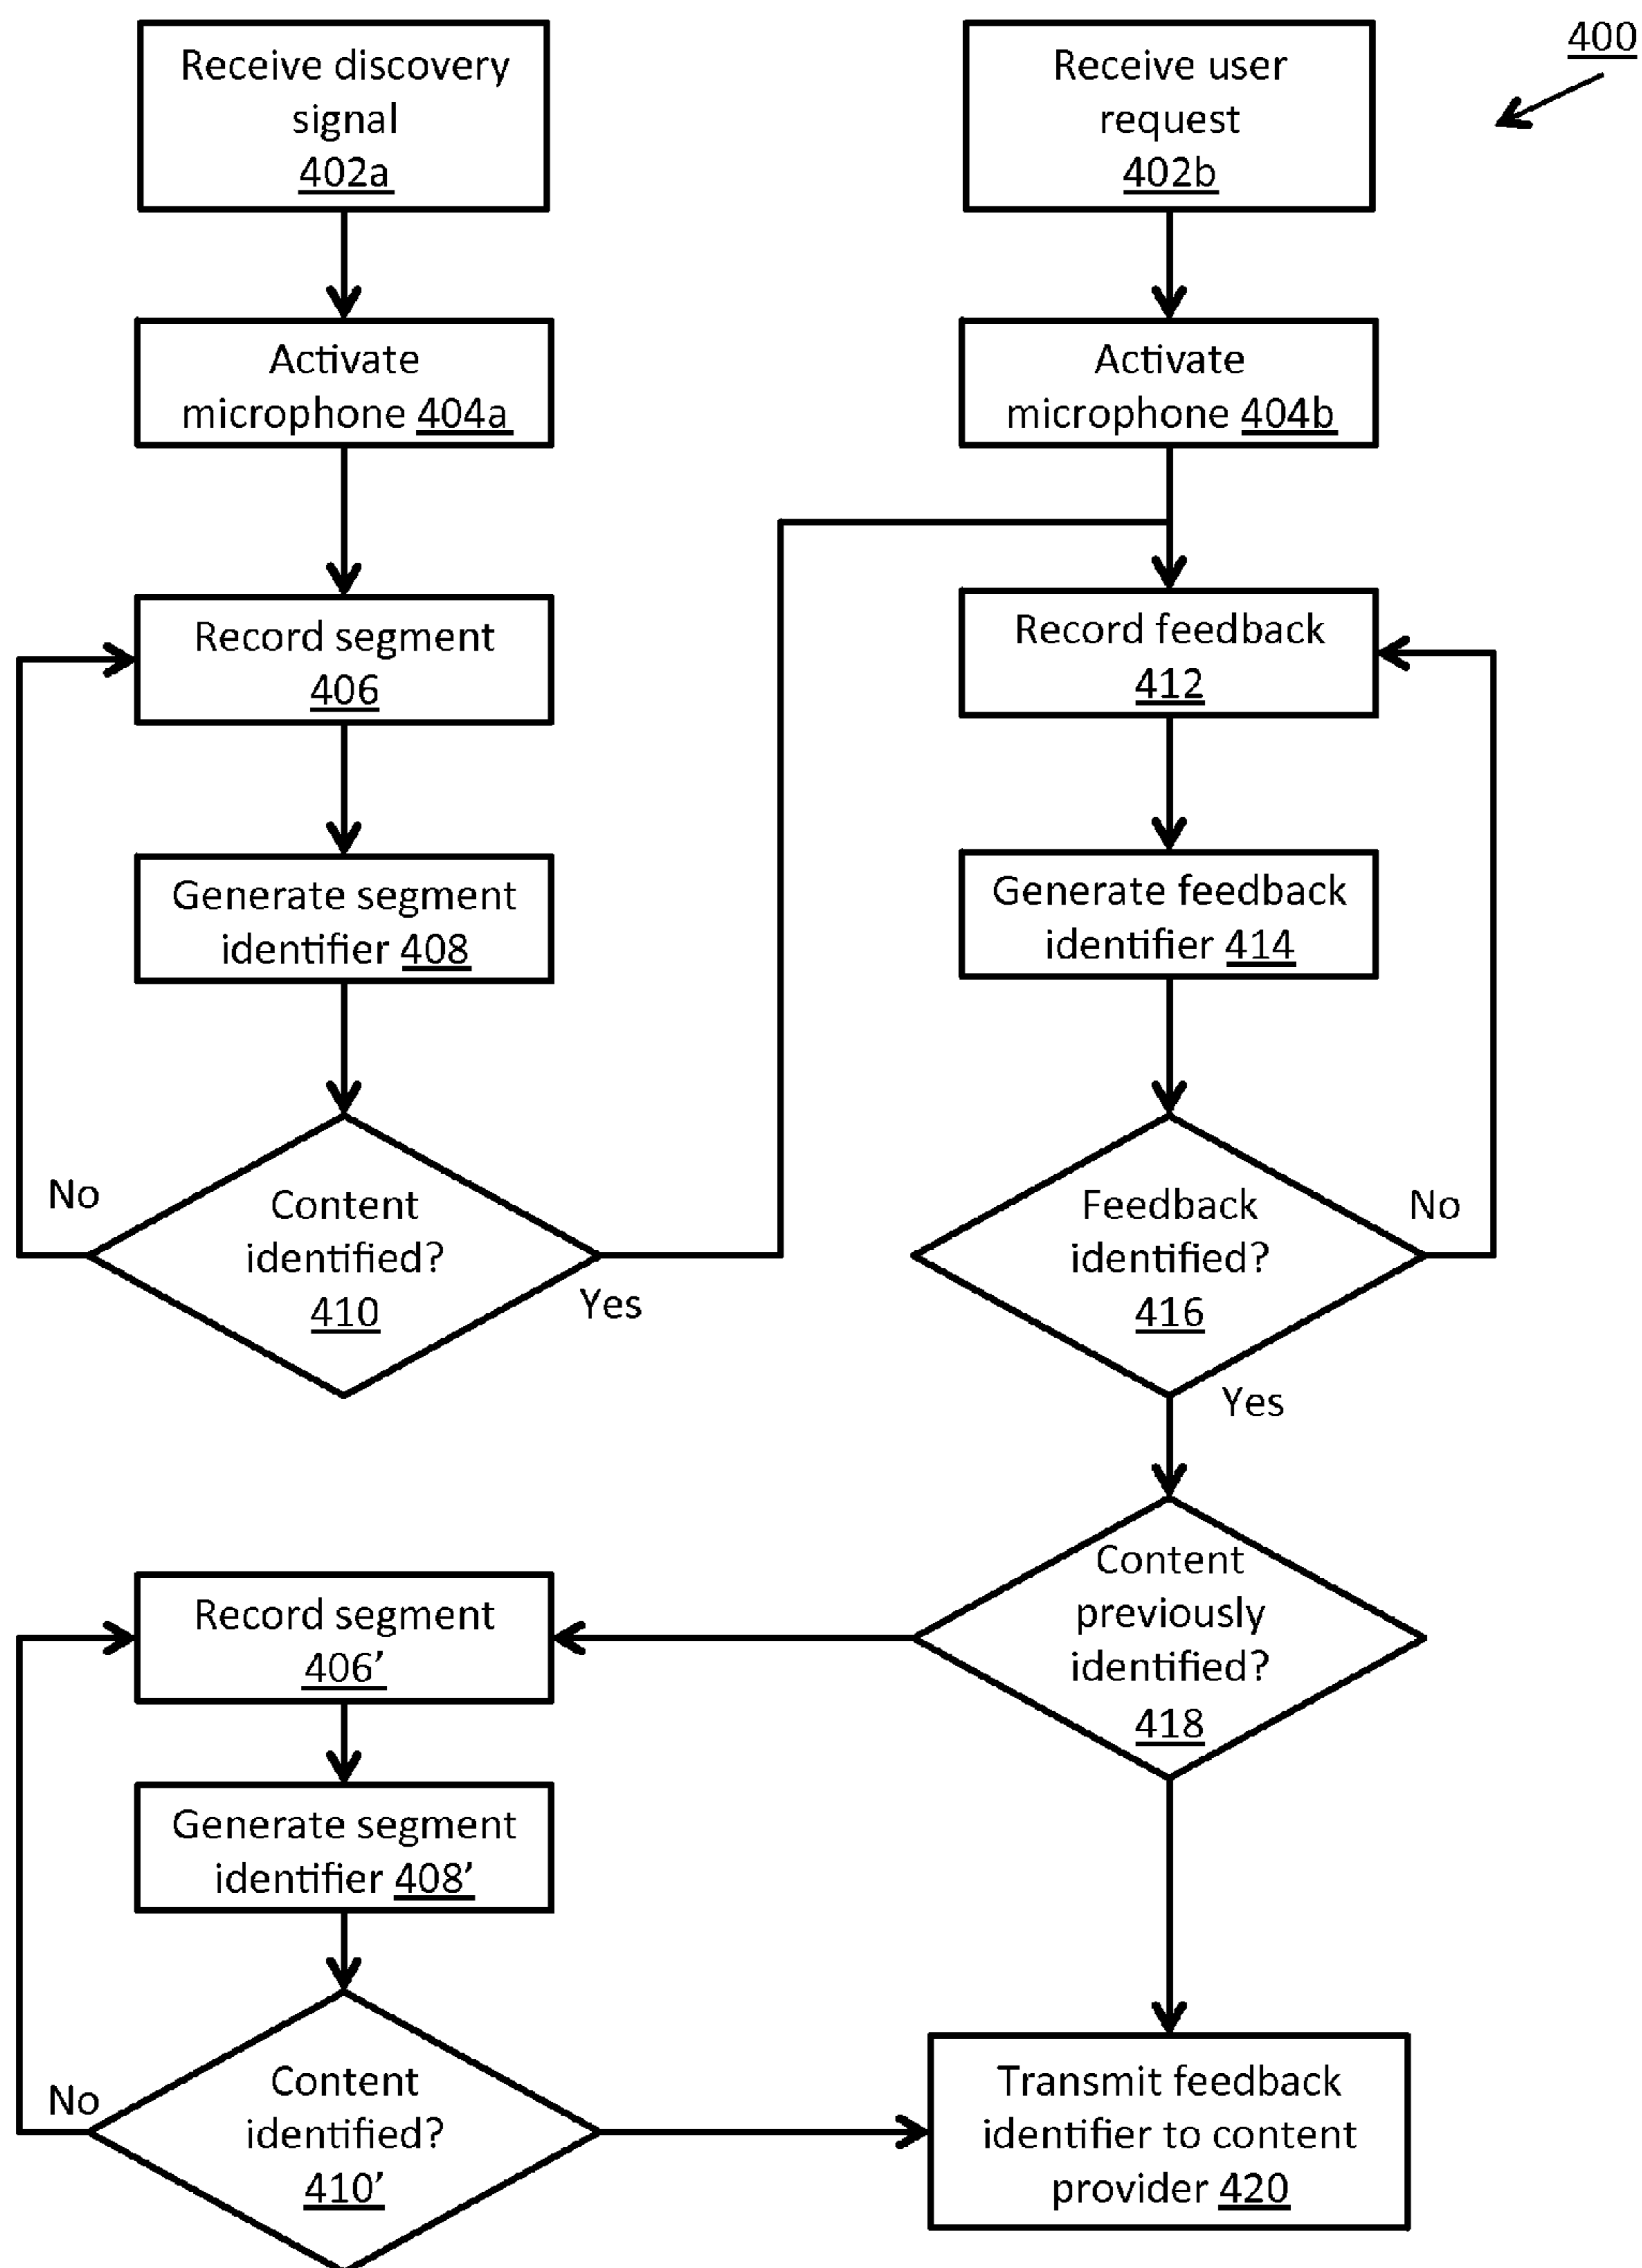 400
Receive discovery
signal
402a
Receive user
request
402b
Activate
microphone 404a
Activate
microphone 404b
Record segment
406
Record feedback
412
Generate segment
identifier 408
Generate feedback
identifier 414
No
Content
identified?
410
Yes
Feedback
identified?
416
No
Yes
Content
previously
identified?
418
Record segment
406’
Generate segment
identifier 408’
No
Content
identified?
410’
Transmit feedback
identifier to content
provider 420